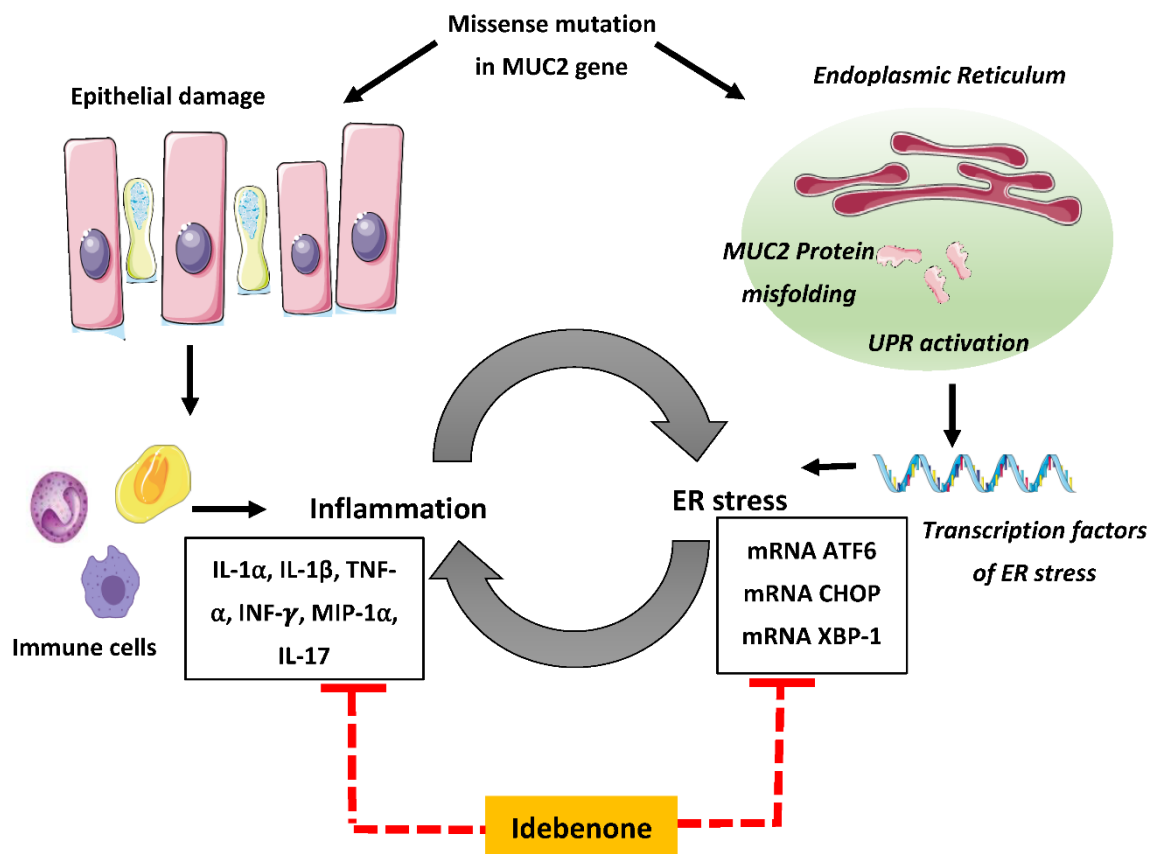 Missense mutation
in MUC2 gene
Epithelial damage
Endoplasmic Reticulum
MUC2 Protein
misfolding
UPR activation
Inflammation
ER stress
IL-1α, IL-1β, TNF-
α, INF-γ, MIP-1α,
IL-17
Immune cells
mRNA ATF6
mRNA CHOP
mRNA XBP-1
Transcription factors
of ER stress
Idebenone